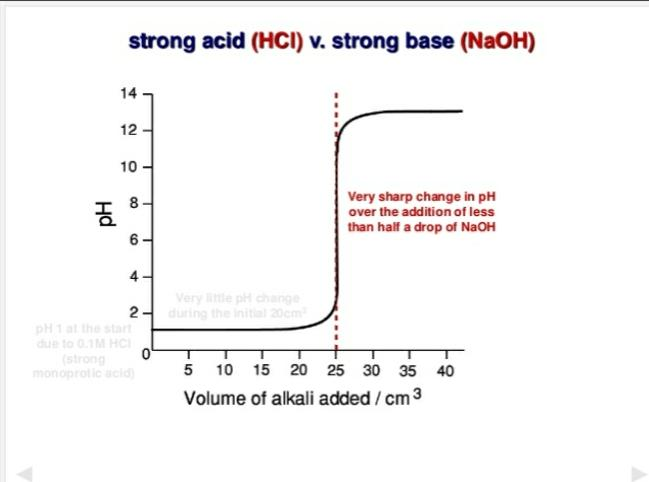 strong acid (HCl) v. strong base (NaOH)
14
12
10
8
6
4
2
0
pH
Very sharp change in pH
over the addition of less
than half a drop of NaOH
Very little pH change
during the initial 20cm³
pH 1 at the start
due to 0.1M HCl
(strong
monoprotic acid)
5 10 15 20 25 30 35 40
Volume of alkali added / cm³